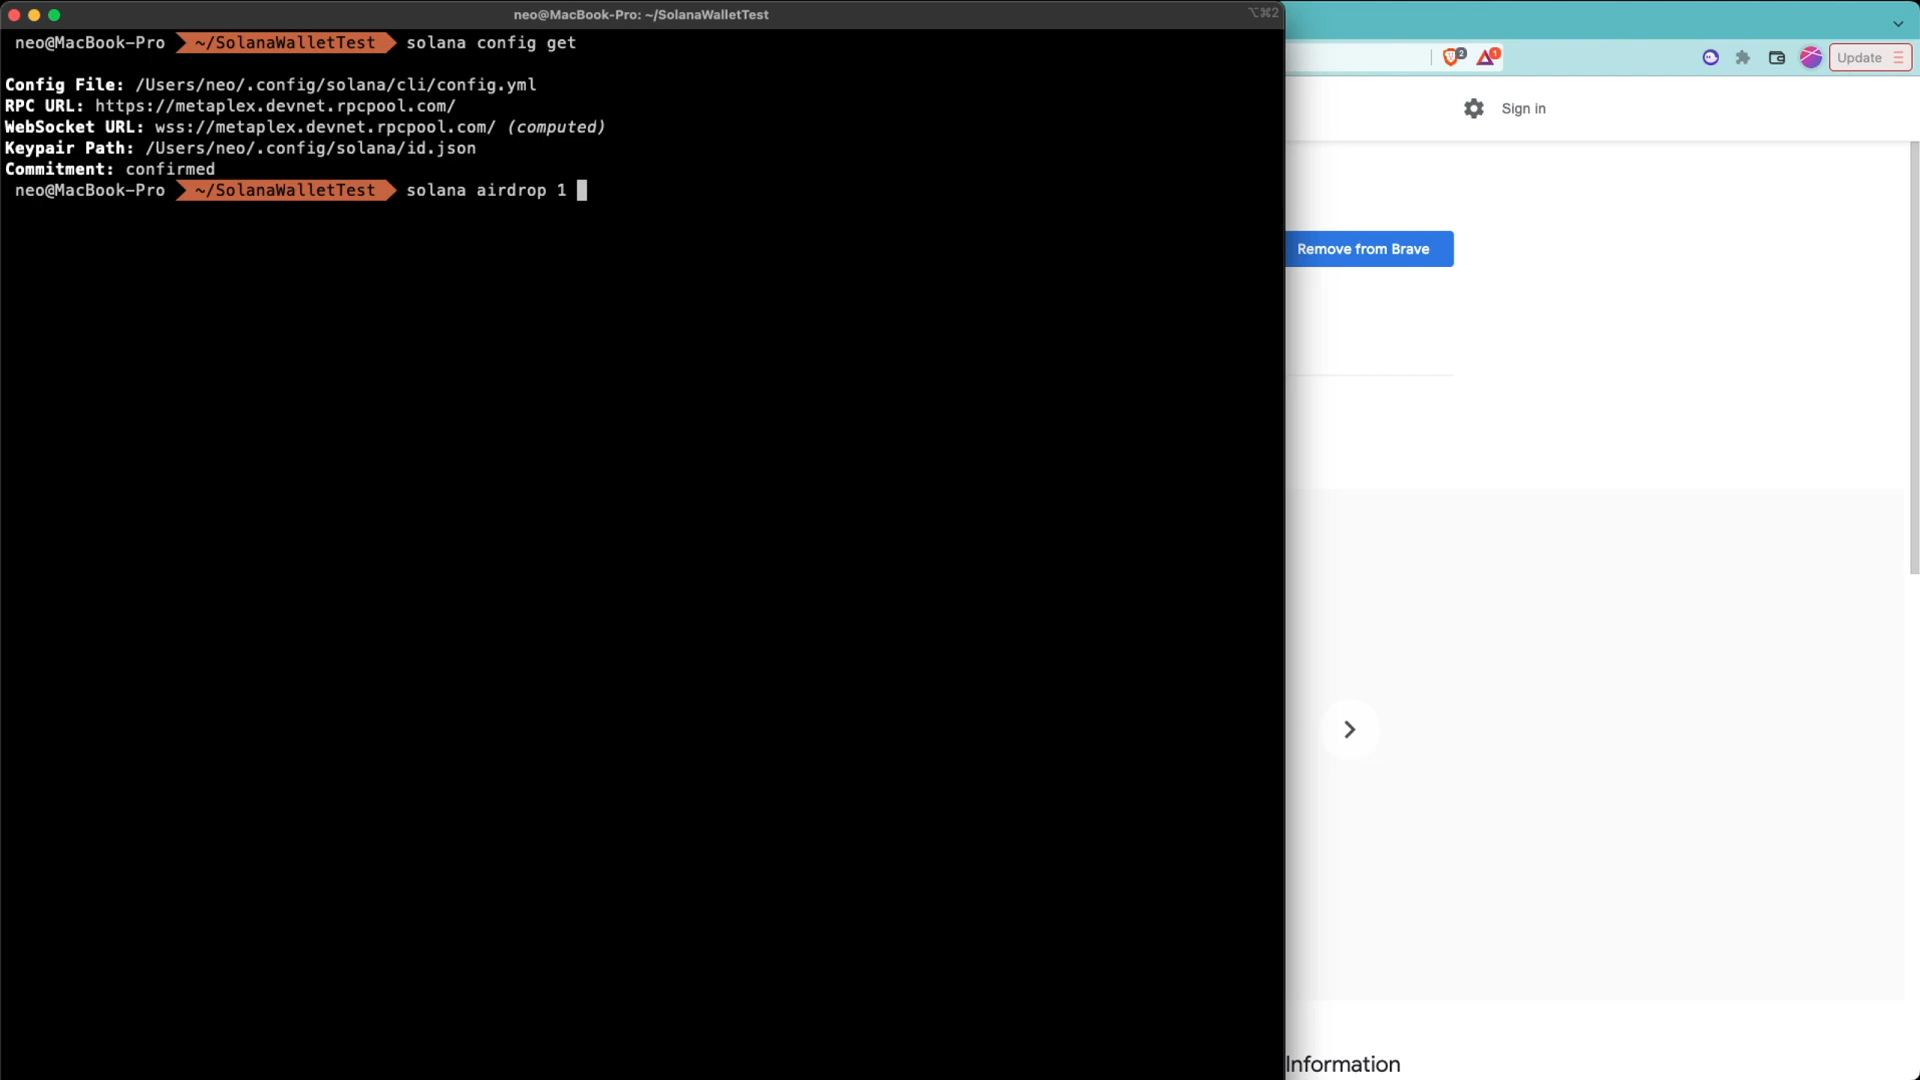 neo@MacBook-Pro: ~/SolanaWalletTest
⌥⌘2
neo@MacBook-Pro ~/SolanaWalletTest solana config get
Config File: /Users/neo/.config/solana/cli/config.yml
RPC URL: https://metaplex.devnet.rpcpool.com/
WebSocket URL: wss://metaplex.devnet.rpcpool.com/ (computed)
Keypair Path: /Users/neo/.config/solana/id.json
Commitment: confirmed
neo@MacBook-Pro ~/SolanaWalletTest solana airdrop 1
2
1
Update
Sign in
Remove from Brave
Information